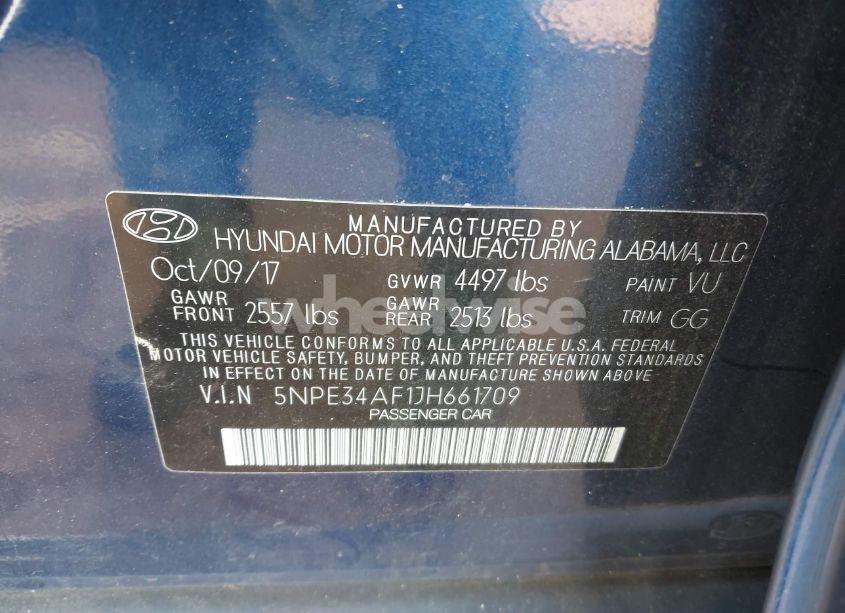 MANUFACTURED BY
HYUNDAI MOTOR MANUFACTURING ALABAMA, LLC
Oct/09/17 GVWR 4497 lbs PAINT VU
GAWR FRONT 2557 lbs GAWR REAR 2513 lbs TRIM GG
wheelwise
THIS VEHICLE CONFORMS TO ALL APPLICABLE U.S.A. FEDERAL
MOTOR VEHICLE SAFETY, BUMPER, AND THEFT PREVENTION STANDARDS
IN EFFECT ON THE DATE OF MANUFACTURE SHOWN ABOVE
V.I.N 5NPE34AF1JH661709
PASSENGER CAR